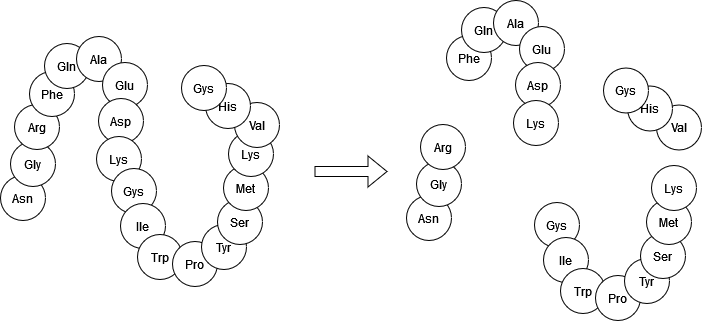 Asn
Gly
Arg
Phe
Gln
Ala
Glu
Asp
Lys
Gys
Ile
Trp
Pro
Tyr
Ser
Met
Lys
Val
His
Gys
Asn
Gly
Arg
Phe
Gln
Ala
Glu
Asp
Lys
Gys
Ile
Trp
Pro
Tyr
Ser
Met
Lys
Gys
His
Val